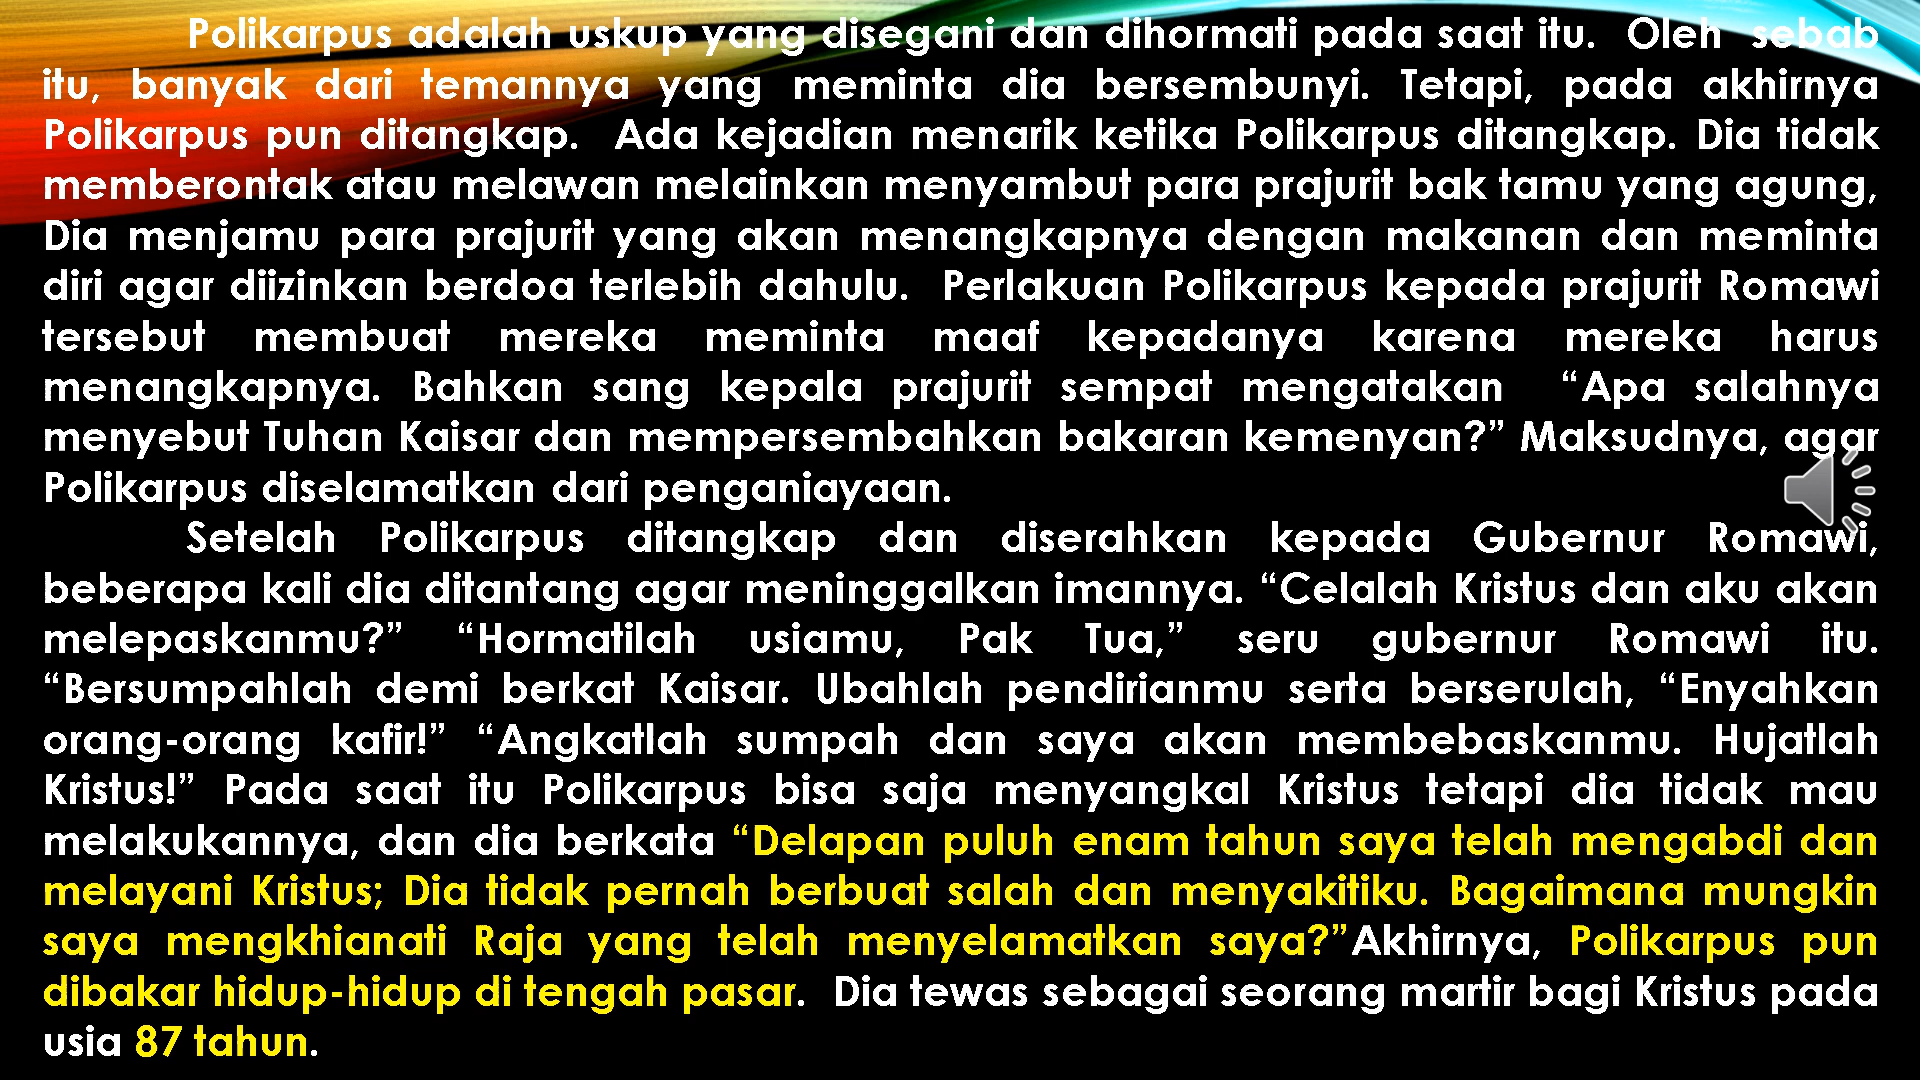 Polikarpus adalah uskup yang disegani dan dihormati pada saat itu. Oleh sebab
itu, banyak dari temannya yang meminta dia bersembunyi. Tetapi, pada akhirnya
Polikarpus pun ditangkap. Ada kejadian menarik ketika Polikarpus ditangkap. Dia tidak
memberontak atau melawan melainkan menyambut para prajurit bak tamu yang agung,
Dia menjamu para prajurit yang akan menangkapnya dengan makanan dan meminta
diri agar diizinkan berdoa terlebih dahulu. Perlakuan Polikarpus kepada prajurit Romawi
tersebut membuat mereka meminta maaf kepadanya karena mereka harus
menangkapnya. Bahkan sang kepala prajurit sempat mengatakan “Apa salahnya
menyebut Tuhan Kaisar dan mempersembahkan bakaran kemenyan?” Maksudnya, agar
Polikarpus diselamatkan dari penganiayaan.
Setelah Polikarpus ditangkap dan diserahkan kepada Gubernur Romawi,
beberapa kali dia ditantang agar meninggalkan imannya. “Celalah Kristus dan aku akan
melepaskanmu?” “Hormatilah usiamu, Pak Tua,” seru gubernur Romawi itu.
“Bersumpahlah demi berkat Kaisar. Ubahlah pendirianmu serta berserulah, “Enyahkan
orang-orang kafir!” “Angkatlah sumpah dan saya akan membebaskanmu. Hujatlah
Kristus!” Pada saat itu Polikarpus bisa saja menyangkal Kristus tetapi dia tidak mau
melakukannya, dan dia berkata “Delapan puluh enam tahun saya telah mengabdi dan
melayani Kristus; Dia tidak pernah berbuat salah dan menyakitiku. Bagaimana mungkin
saya mengkhianati Raja yang telah menyelamatkan saya?”Akhirnya, Polikarpus pun
dibakar hidup-hidup di tengah pasar. Dia tewas sebagai seorang martir bagi Kristus pada
usia 87 tahun.